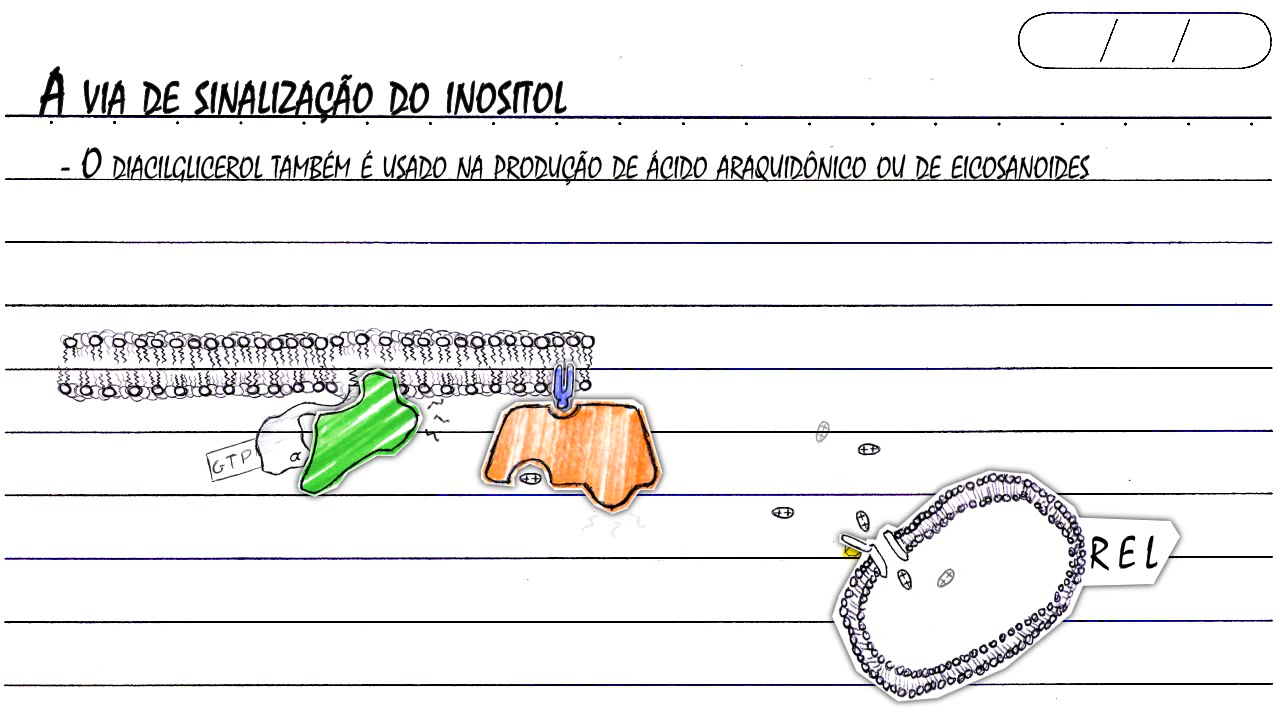 A VIA DE SINALIZAÇÃO DO INOSITOL
- O DIACILGLICEROL TAMBÉM É USADO NA PRODUÇÃO DE ÁCIDO ARAQUIDÔNICO OU DE EICOSANOIDES
GTP α
REL